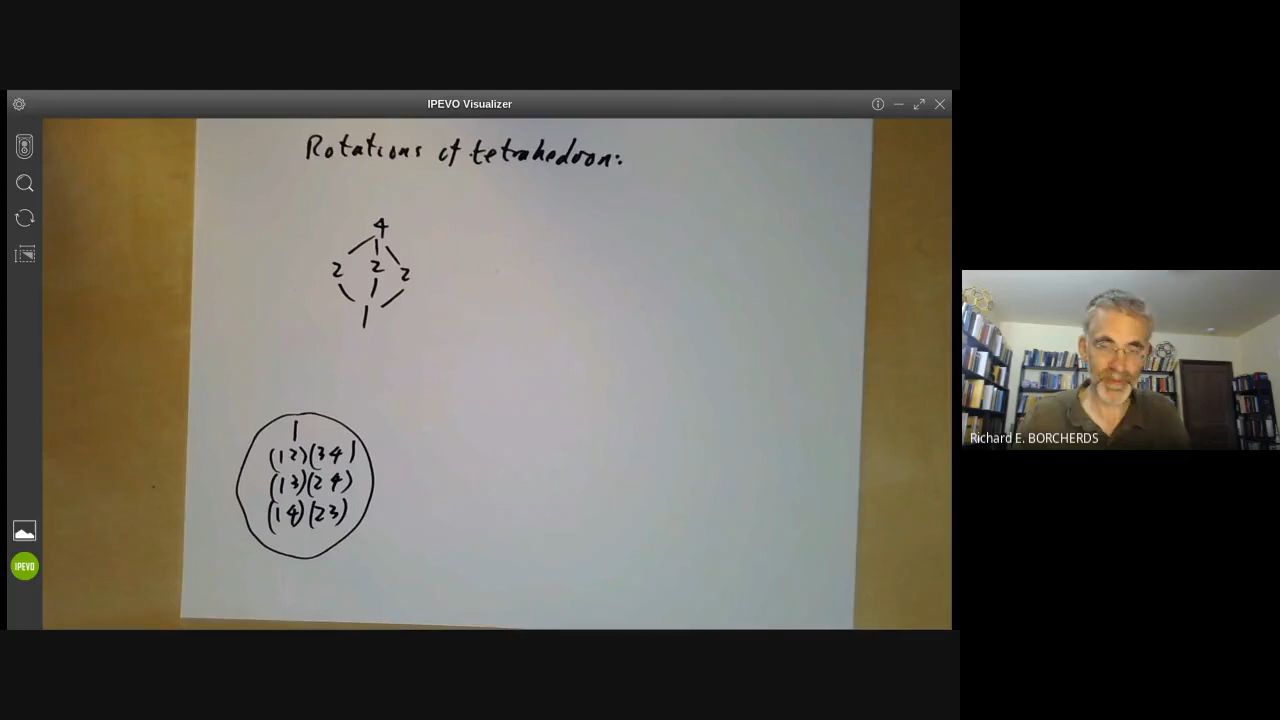 IPEVO Visualizer
Rotations of tetrahedron:
4
2 2 2
1
1
(12)(34)
(13)(24)
(14)(23)
IPEVO
Richard E. BORCHERDS